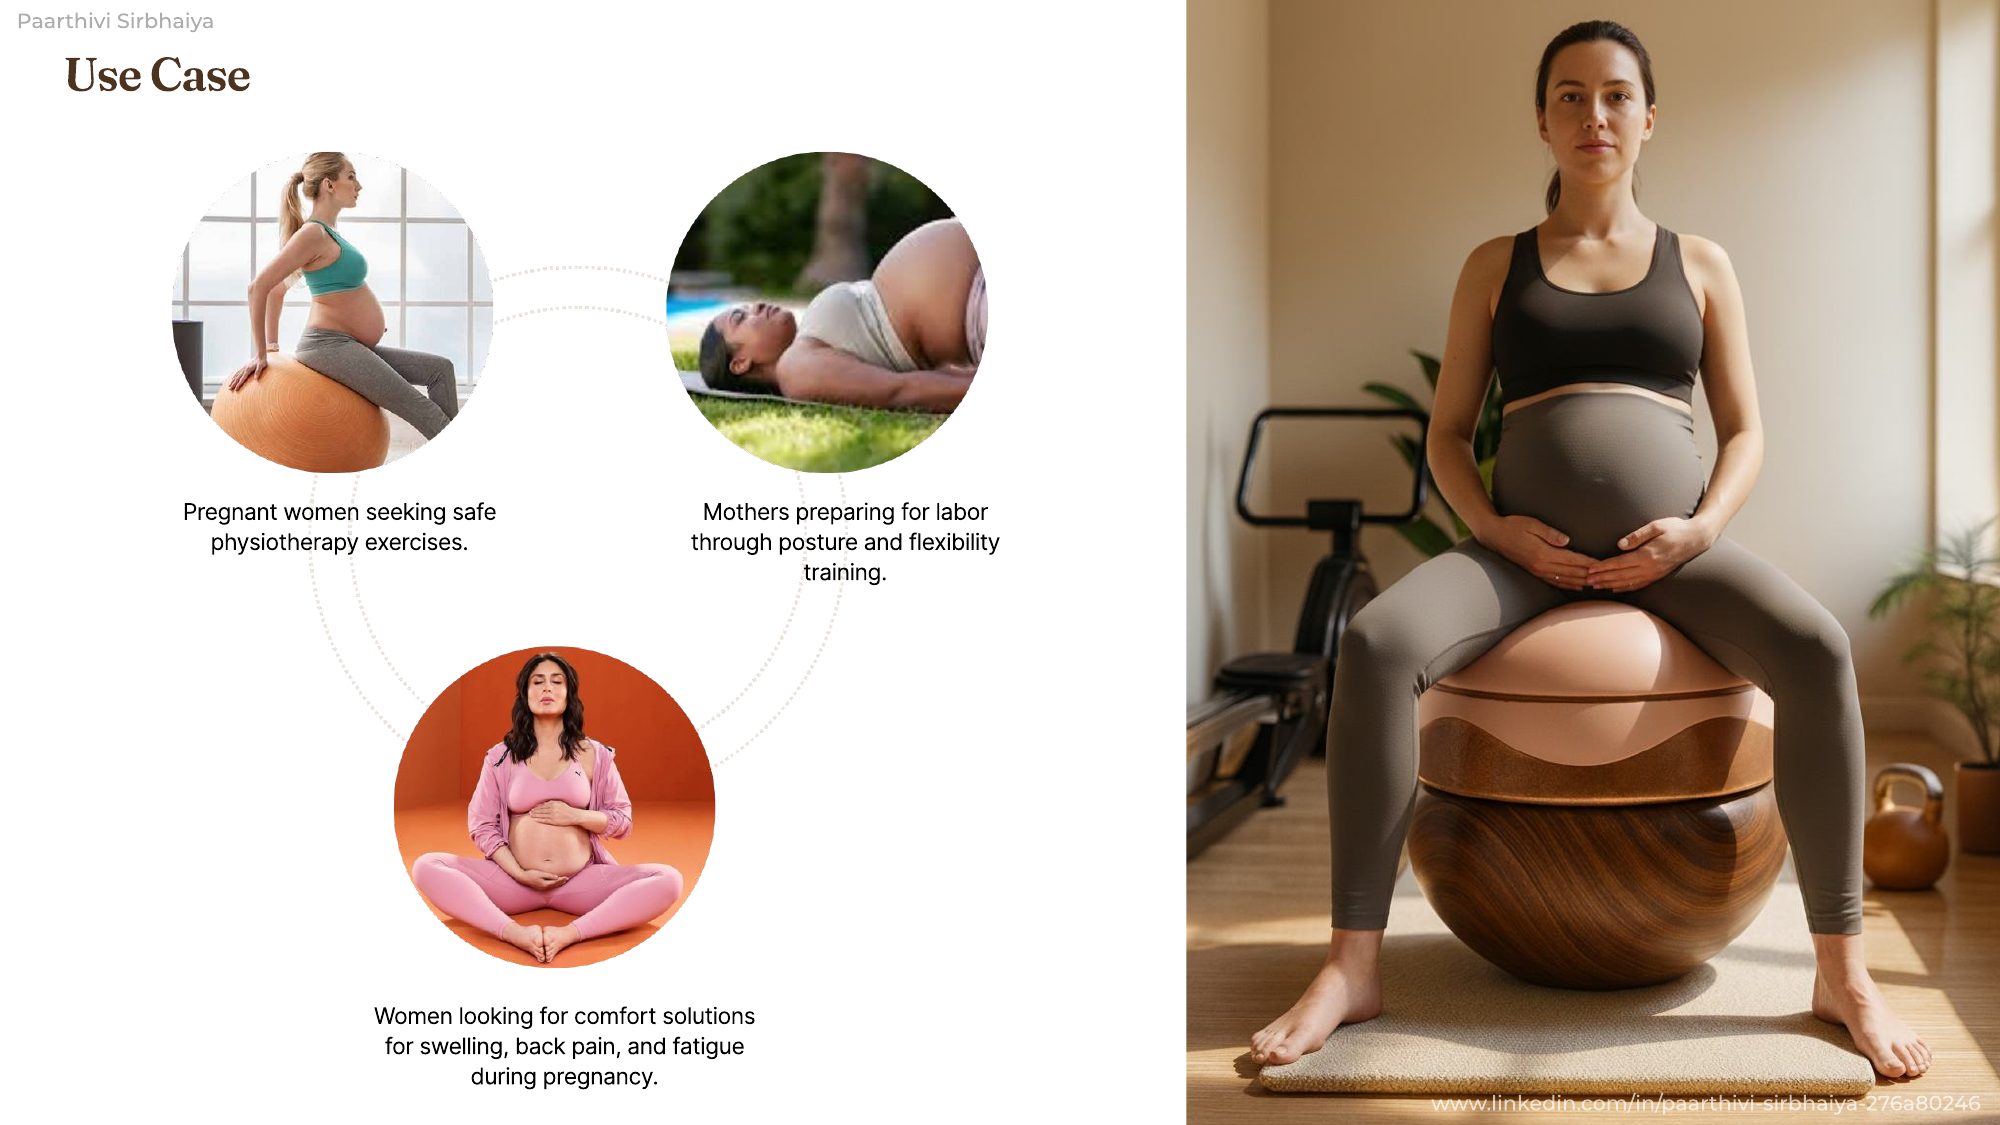 Paarthivi Sirbhaiya
Use Case
Pregnant women seeking safe
physiotherapy exercises.
Mothers preparing for labor
through posture and flexibility
training.
Women looking for comfort solutions
for swelling, back pain, and fatigue
during pregnancy.
www.linkedin.com/in/paarthivi-sirbhaiya-276a80246